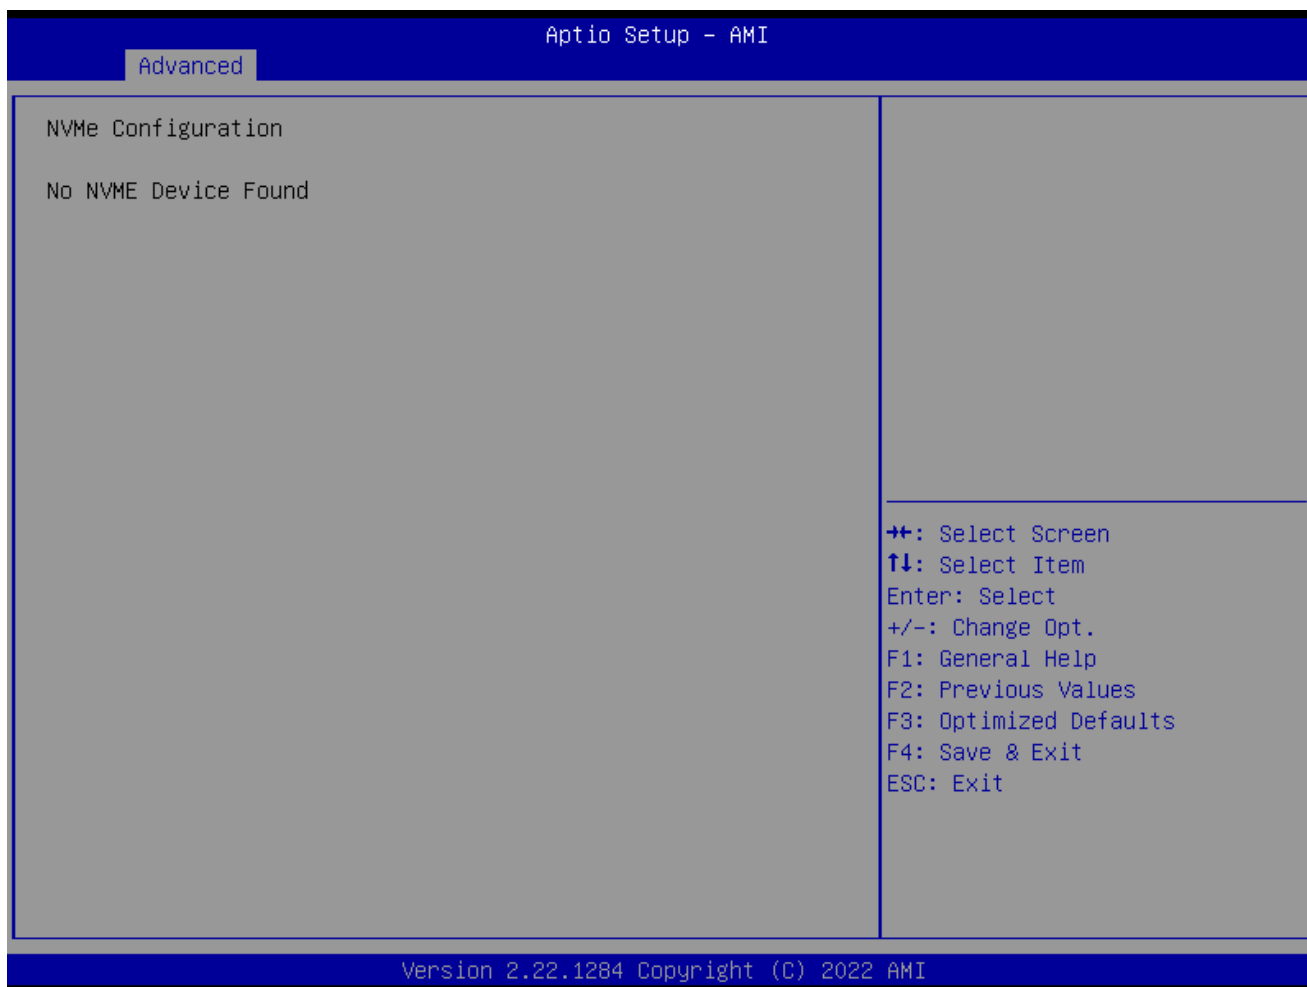 Aptio Setup – AMI
Advanced
NVMe Configuration
No NVME Device Found
→←: Select Screen
↑↓: Select Item
Enter: Select
+/-: Change Opt.
F1: General Help
F2: Previous Values
F3: Optimized Defaults
F4: Save & Exit
ESC: Exit
Version 2.22.1284 Copyright (C) 2022 AMI